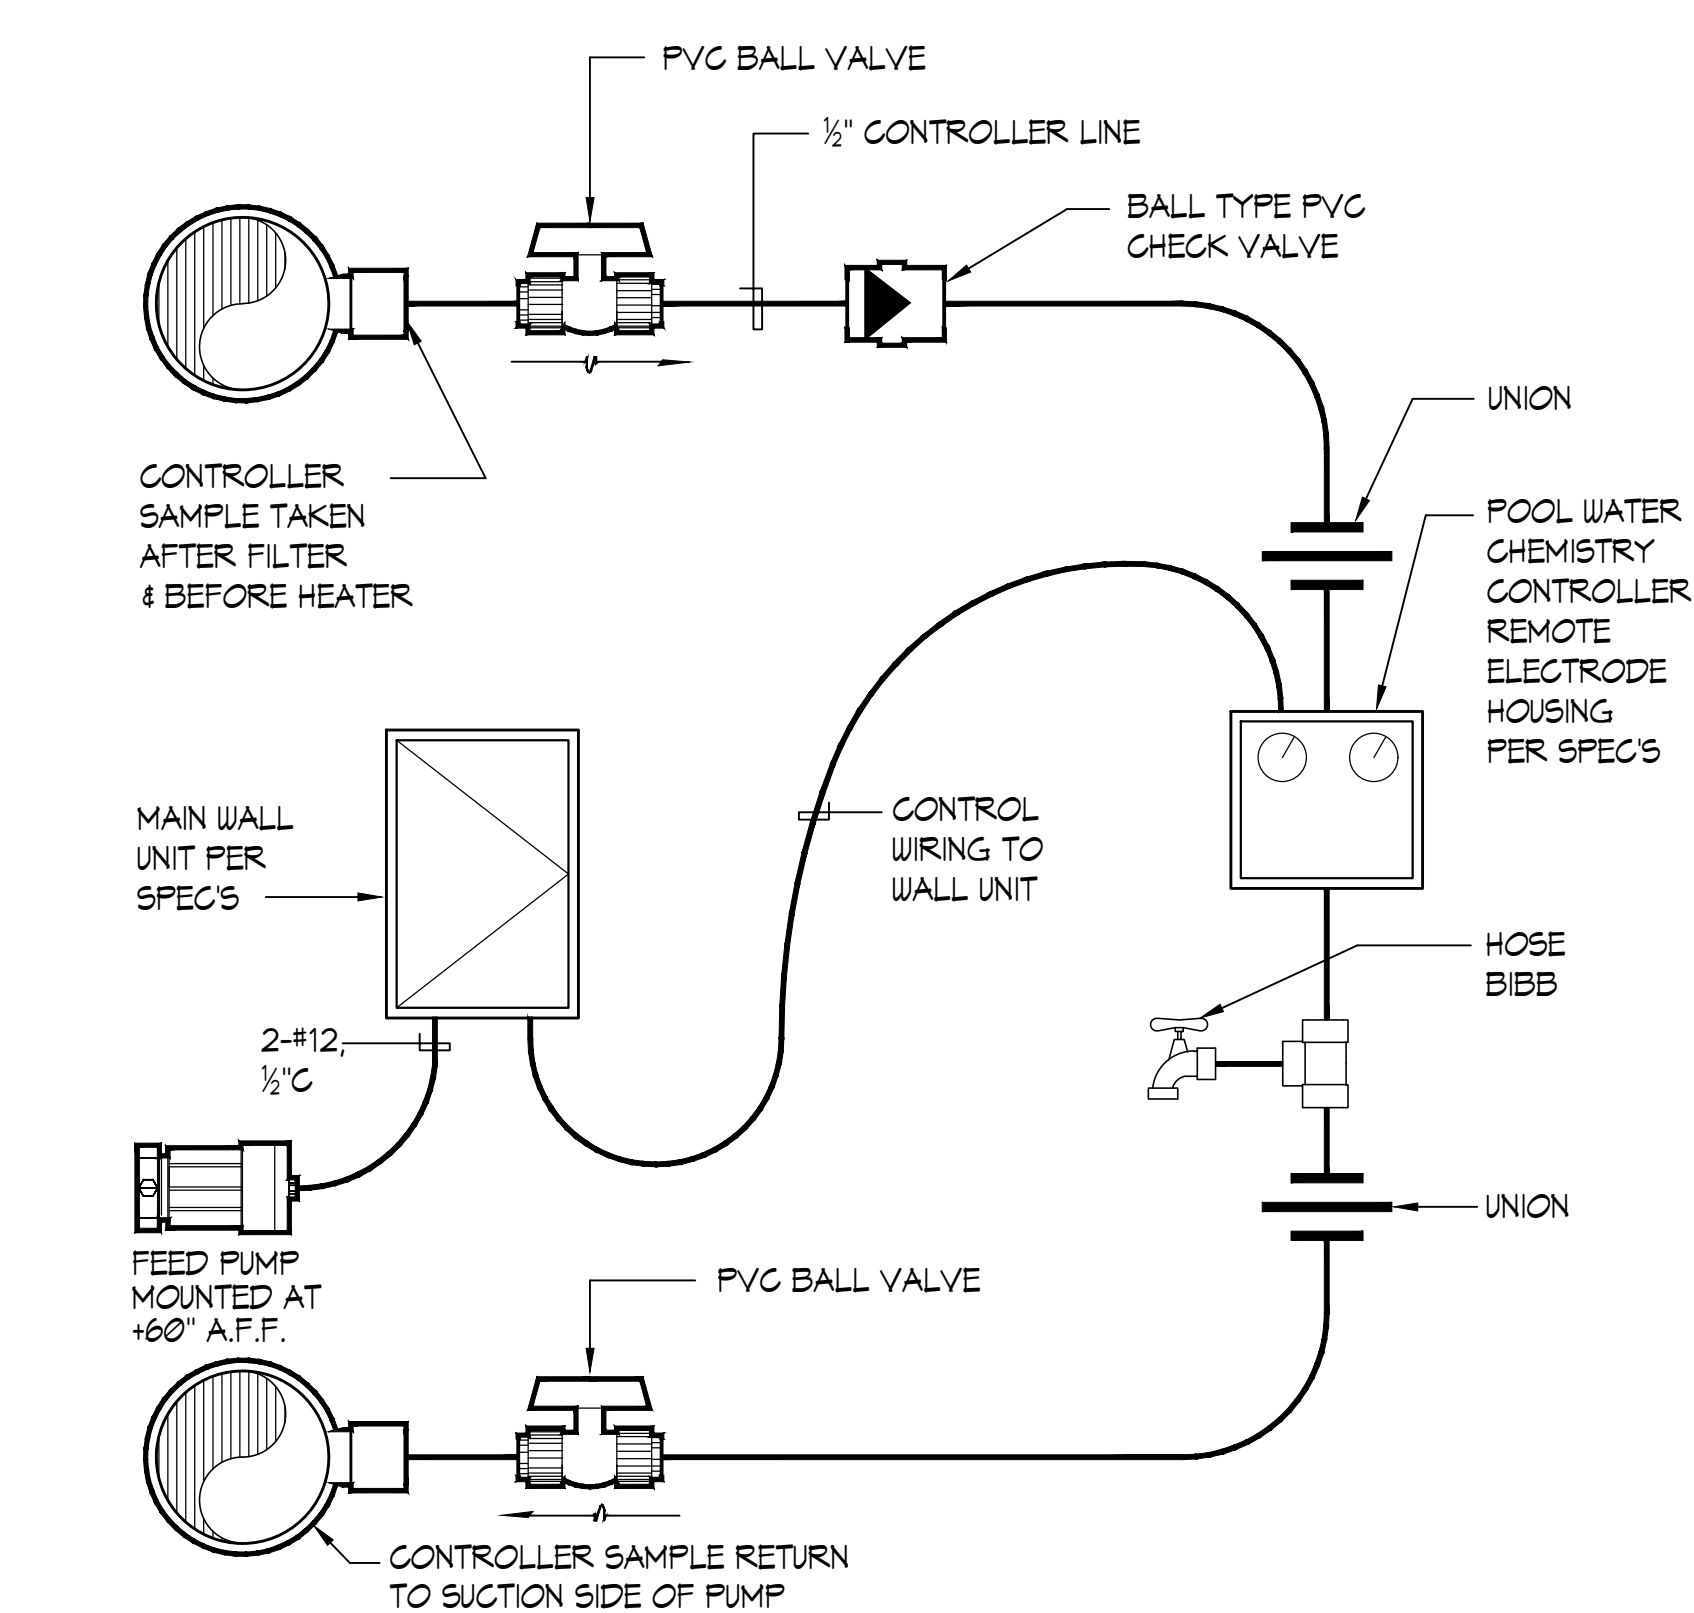 PVC BALL VALVE
½" CONTROLLER LINE
BALL TYPE PVC
CHECK VALVE
UNION
CONTROLLER
SAMPLE TAKEN
AFTER FILTER
& BEFORE HEATER
POOL WATER
CHEMISTRY
CONTROLLER
REMOTE
ELECTRODE
HOUSING
PER SPEC'S
MAIN WALL
UNIT PER
SPEC'S
CONTROL
WIRING TO
WALL UNIT
HOSE
BIBB
2-#12,
½"C
UNION
FEED PUMP
MOUNTED AT
+60" A.F.F.
PVC BALL VALVE
CONTROLLER SAMPLE RETURN
TO SUCTION SIDE OF PUMP